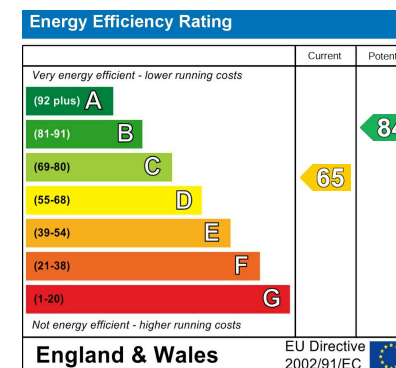 Energy Efficiency Rating
Current Potent
Very energy efficient - lower running costs
(92 plus) A
(81-91) B
84
(69-80) C
65
(55-68) D
(39-54) E
(21-38) F
(1-20) G
Not energy efficient - higher running costs
England & Wales
EU Directive
2002/91/EC